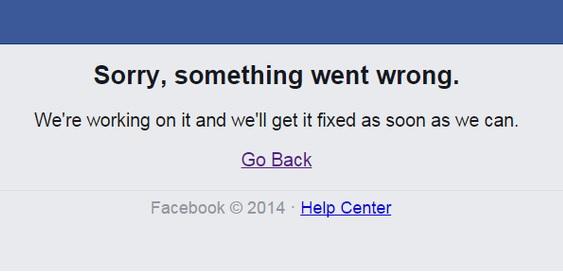 Sorry, something went wrong.
We're working on it and we'll get it fixed as soon as we can.
Go Back
Facebook © 2014 · Help Center